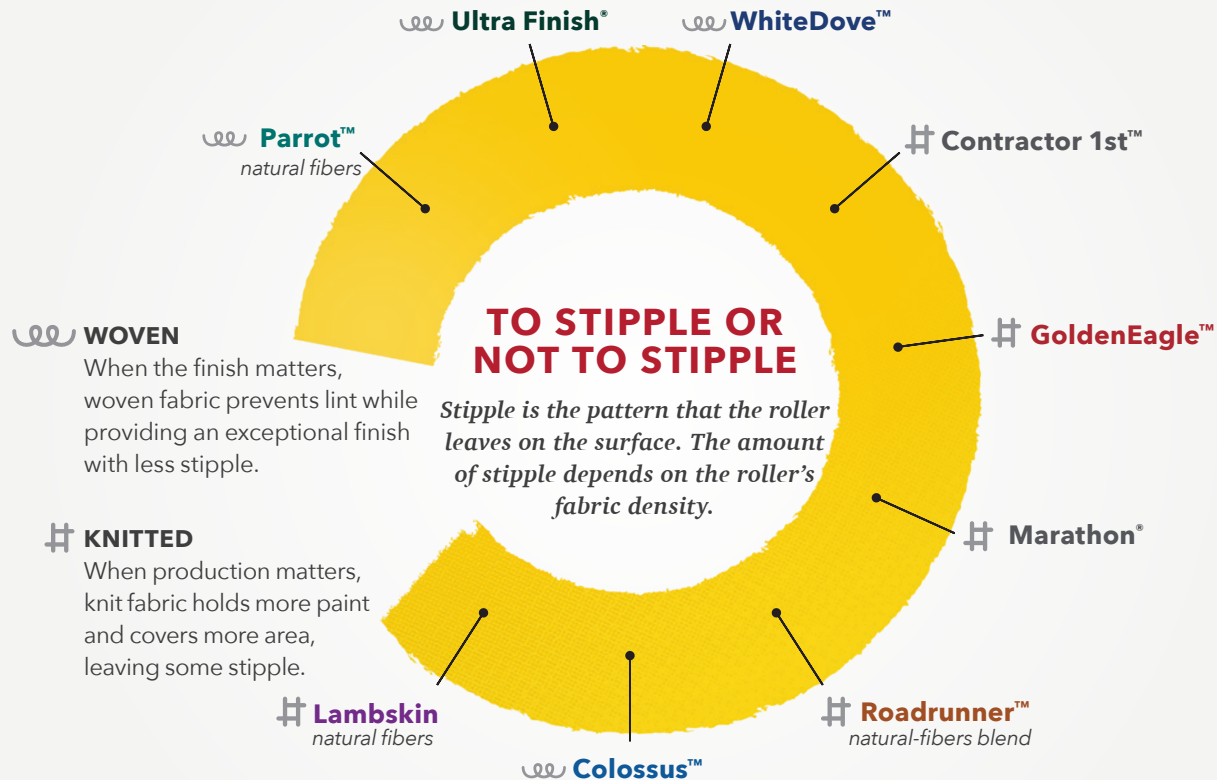 Ultra Finish®
WhiteDove™
Parrot™
natural fibers
Contractor 1st™
GoldenEagle™
TO STIPPLE OR
NOT TO STIPPLE
Stipple is the pattern that the roller
leaves on the surface. The amount
of stipple depends on the roller’s
fabric density.
WOVEN
When the finish matters,
woven fabric prevents lint while
providing an exceptional finish
with less stipple.
KNITTED
When production matters,
knit fabric holds more paint
and covers more area,
leaving some stipple.
Marathon®
Roadrunner™
natural-fibers blend
Lambskin
natural fibers
Colossus™